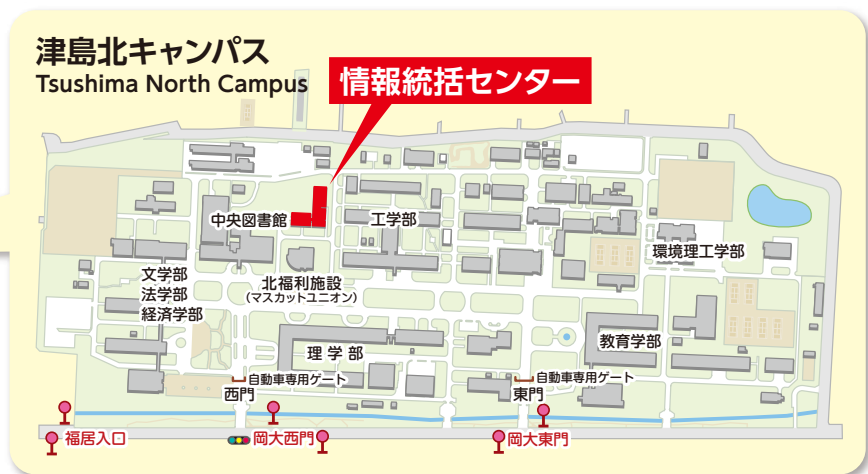 津島北キャンパス
Tsushima North Campus
情報統括センター
中央図書館
工学部
環境理工学部
文学部
法学部
経済学部
北福利施設
(マスカットユニオン)
理学部
教育学部
自動車専用ゲート
西門
自動車専用ゲート
東門
福居入口
岡大西門
岡大東門